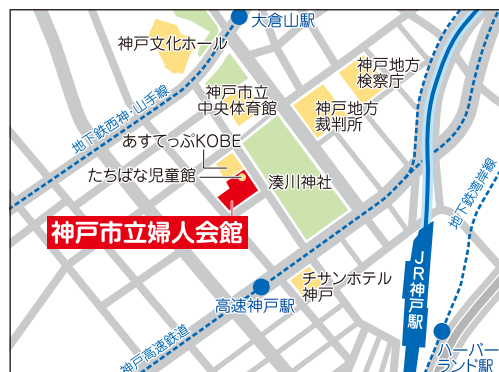 大倉山駅
神戸文化ホール
神戸地方
検察庁
神戸市立
中央体育館
神戸地方
裁判所
地下鉄西神・山手線
あすてっぷKOBE
たちばな児童館
湊川神社
地下鉄湾岸線
神戸市立婦人会館
JR神戸駅
チサンホテル
神戸
高速神戸駅
神戸高速鉄道
ハーバー
ランド駅